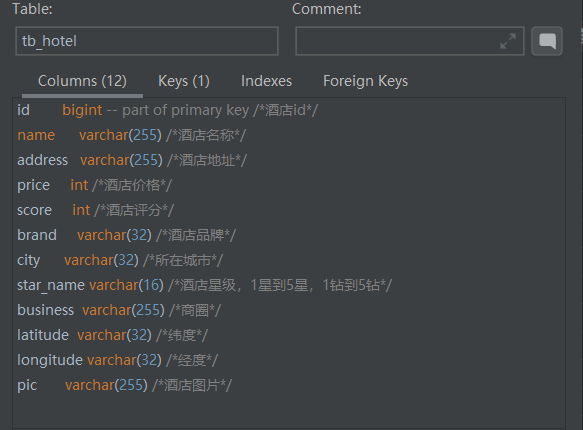 Table: Comment:
tb_hotel
Columns (12) Keys (1) Indexes Foreign Keys
id bigint -- part of primary key /*酒店id*/
name varchar(255) /*酒店名称*/
address varchar(255) /*酒店地址*/
price int /*酒店价格*/
score int /*酒店评分*/
brand varchar(32) /*酒店品牌*/
city varchar(32) /*所在城市*/
star_name varchar(16) /*酒店星级，1星到5星，1钻到5钻*/
business varchar(255) /*商圈*/
latitude varchar(32) /*纬度*/
longitude varchar(32) /*经度*/
pic varchar(255) /*酒店图片*/